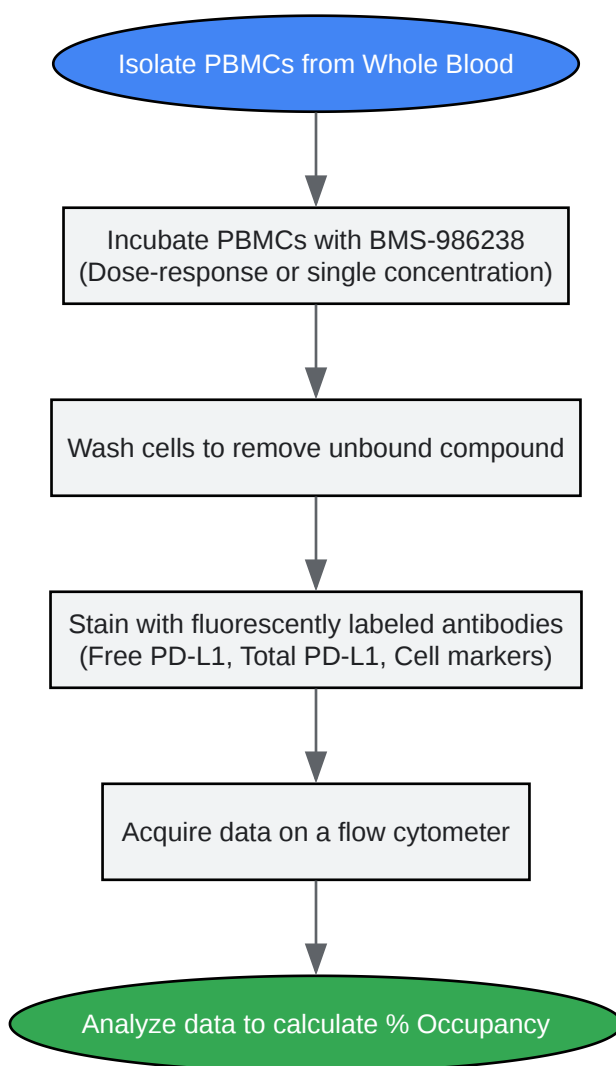 Isolate PBMCs from Whole Blood
Incubate PBMCs with BMS-986238
(Dose-response or single concentration)
Wash cells to remove unbound compound
Stain with fluorescently labeled antibodies
(Free PD-L1, Total PD-L1, Cell markers)
Acquire data on a flow cytometer
Analyze data to calculate % Occupancy